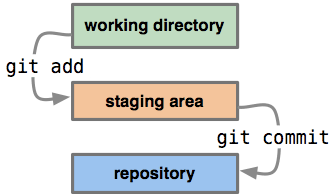 working directory
git add
staging area
git commit
repository